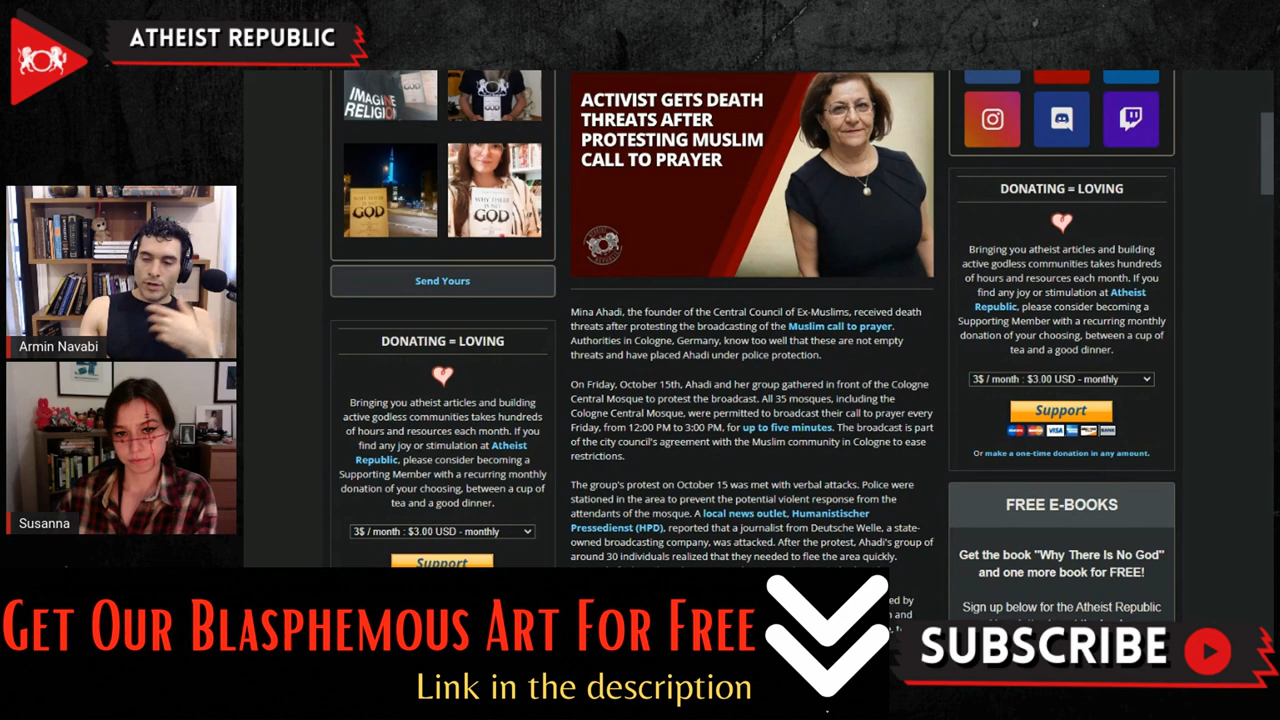 ATHEIST REPUBLIC
Armin Navabi
Susanna
IMAGINE
RELIGION
WHY THERE
IS NO
GOD
WHY THERE
IS NO
GOD
Send Yours
DONATING = LOVING
Bringing you atheist articles and building
active godless communities takes hundreds
of hours and resources each month. If you
find any joy or stimulation at Atheist
Republic, please consider becoming a
Supporting Member with a recurring monthly
donation of your choosing, between a cup of
tea and a good dinner.
3$ / month : $3.00 USD - monthly
Support
ACTIVIST GETS DEATH
THREATS AFTER
PROTESTING MUSLIM
CALL TO PRAYER
Mina Ahadi, the founder of the Central Council of Ex-Muslims, received death
threats after protesting the broadcasting of the Muslim call to prayer.
Authorities in Cologne, Germany, know too well that these are not empty
threats and have placed Ahadi under police protection.
On Friday, October 15th, Ahadi and her group gathered in front of the Cologne
Central Mosque to protest the broadcast. All 35 mosques, including the
Cologne Central Mosque, were permitted to broadcast their call to prayer every
Friday, from 12:00 PM to 3:00 PM, for up to five minutes. The broadcast is part
of the city council's agreement with the Muslim community in Cologne to ease
restrictions.
The group's protest on October 15 was met with verbal attacks. Police were
stationed in the area to prevent the potential violent response from the
attendants of the mosque. A local news outlet, Humanistischer
Pressedienst (HPD), reported that a journalist from Deutsche Welle, a state-
owned broadcasting company, was attacked. After the protest, Ahadi's group of
around 30 individuals realized that they needed to flee the area quickly.
DONATING = LOVING
Bringing you atheist articles and building
active godless communities takes hundreds
of hours and resources each month. If you
find any joy or stimulation at Atheist
Republic, please consider becoming a
Supporting Member with a recurring monthly
donation of your choosing, between a cup of
tea and a good dinner.
3$ / month : $3.00 USD - monthly
Support
VISA
BANK
Or make a one-time donation in any amount.
FREE E-BOOKS
Get the book "Why There Is No God"
and one more book for FREE!
Sign up below for the Atheist Republic
GET OUR BLASPHEMOUS ART FOR FREE
Link in the description
SUBSCRIBE